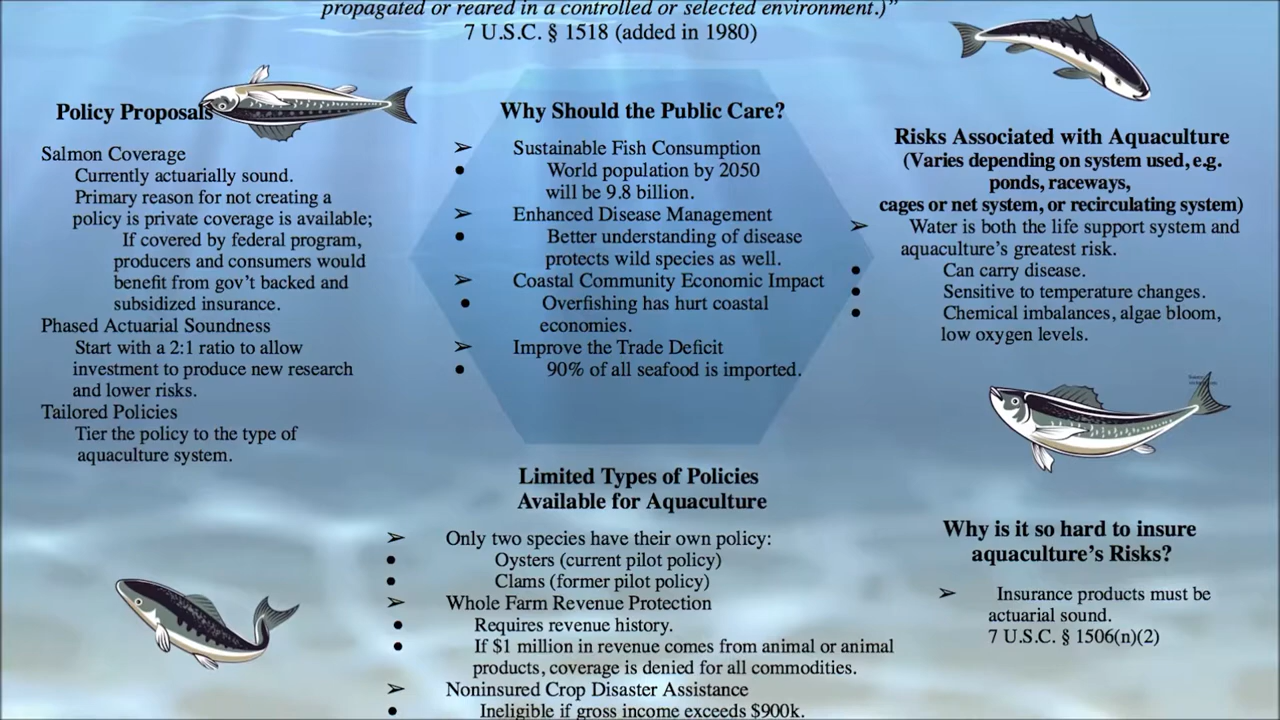 propagated or reared in a controlled or selected environment.)”
7 U.S.C. § 1518 (added in 1980)
Policy Proposals
Salmon Coverage
Currently actuarially sound.
Primary reason for not creating a
policy is private coverage is available;
If covered by federal program,
producers and consumers would
benefit from gov’t backed and
subsidized insurance.
Phased Actuarial Soundness
Start with a 2:1 ratio to allow
investment to produce new research
and lower risks.
Tailored Policies
Tier the policy to the type of
aquaculture system.
Why Should the Public Care?
➢ Sustainable Fish Consumption
● World population by 2050
will be 9.8 billion.
➢ Enhanced Disease Management
● Better understanding of disease
protects wild species as well.
➢ Coastal Community Economic Impact
● Overfishing has hurt coastal
economies.
➢ Improve the Trade Deficit
● 90% of all seafood is imported.
Limited Types of Policies
Available for Aquaculture
➢ Only two species have their own policy:
● Oysters (current pilot policy)
● Clams (former pilot policy)
➢ Whole Farm Revenue Protection
● Requires revenue history.
● If $1 million in revenue comes from animal or animal
products, coverage is denied for all commodities.
➢ Noninsured Crop Disaster Assistance
● Ineligible if gross income exceeds $900k.
Risks Associated with Aquaculture
(Varies depending on system used, e.g.
ponds, raceways,
cages or net system, or recirculating system)
➢ Water is both the life support system and
aquaculture’s greatest risk.
● Can carry disease.
● Sensitive to temperature changes.
● Chemical imbalances, algae bloom,
low oxygen levels.
Why is it so hard to insure
aquaculture’s Risks?
➢ Insurance products must be
actuarial sound.
7 U.S.C. § 1506(n)(2)